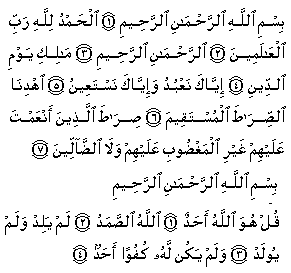 بِسْمِ ٱللَّهِ ٱلرَّحْمَـٰنِ ٱلرَّحِيمِ ۝١ ٱلْحَمْدُ لِلَّهِ رَبِّ
ٱلْعَـٰلَمِينَ ۝٢ ٱلرَّحْمَـٰنِ ٱلرَّحِيمِ ۝٣ مَـٰلِكِ يَوْمِ
ٱلدِّينِ ۝٤ إِيَّاكَ نَعْبُدُ وَإِيَّاكَ نَسْتَعِينُ ۝٥ ٱهْدِنَا
ٱلصِّرَٰطَ ٱلْمُسْتَقِيمَ ۝٦ صِرَٰطَ ٱلَّذِينَ أَنْعَمْتَ
عَلَيْهِمْ غَيْرِ ٱلْمَغْضُوبِ عَلَيْهِمْ وَلَا ٱلضَّآلِّينَ ۝٧
بِسْمِ ٱللَّهِ ٱلرَّحْمَـٰنِ ٱلرَّحِيمِ
قُلْ هُوَ ٱللَّهُ أَحَدٌ ۝١ ٱللَّهُ ٱلصَّمَدُ ۝٢ لَمْ يَلِدْ وَلَمْ
يُولَدْ ۝٣ وَلَمْ يَكُن لَّهُۥ كُفُوًا أَحَدٌۢ ۝٤